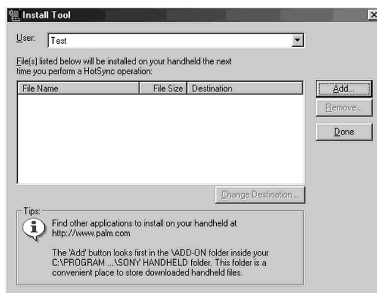 Install Tool
User: Test
File(s) listed below will be installed on your handheld the next
time you perform a HotSync operation:
File Name File Size Destination
Add...
Remove...
Done
Change Destination...
Tips:
Find other applications to install on your handheld at
http://www.palm.com
The 'Add' button looks first in the \ADD-ON folder inside your
C:\PROGRAM ...\SONY HANDHELD folder. This folder is a
convenient place to store downloaded handheld files.